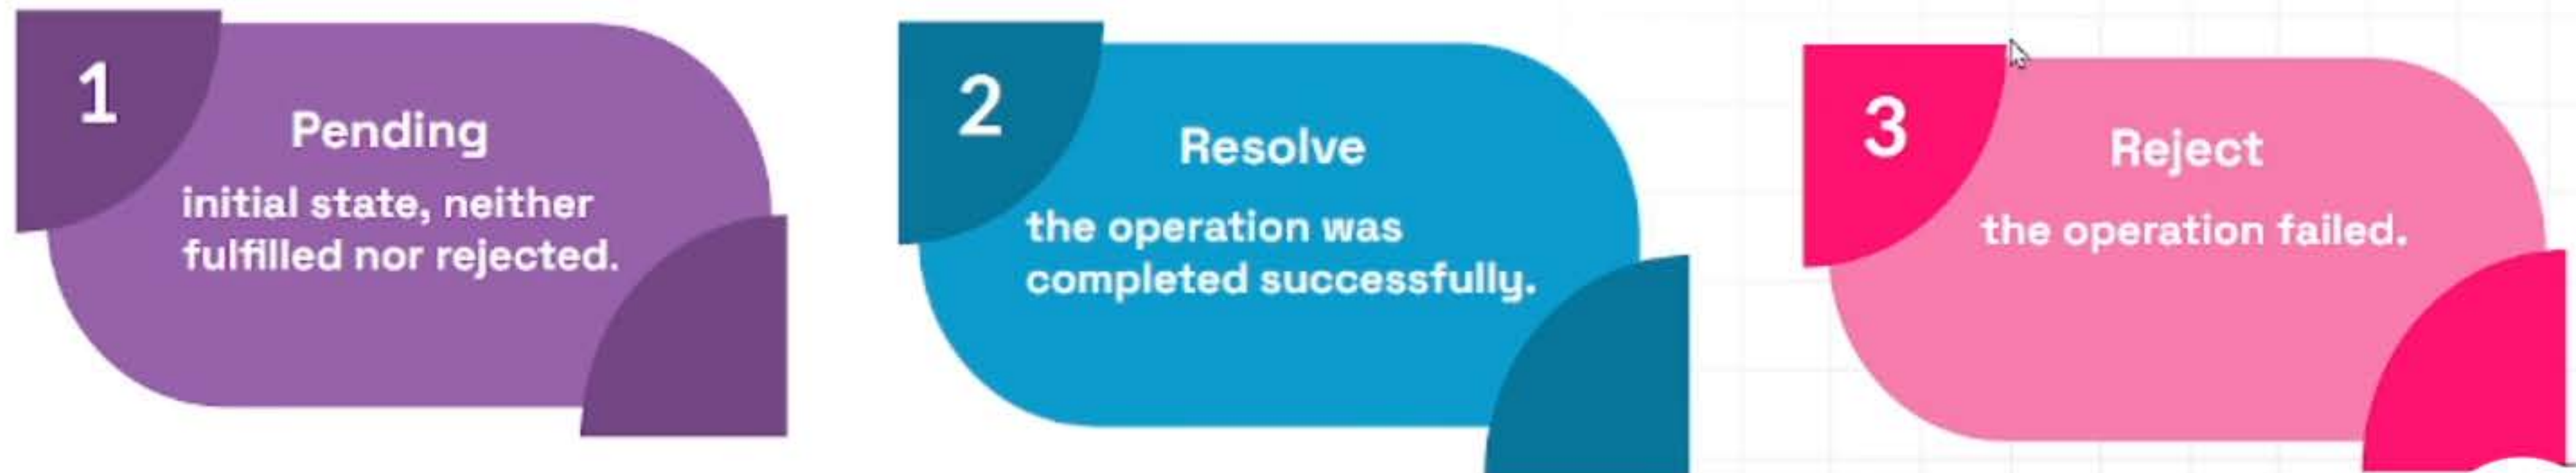 1
Pending
initial state, neither
fulfilled nor rejected.
2
Resolve
the operation was
completed successfully.
3
Reject
the operation failed.